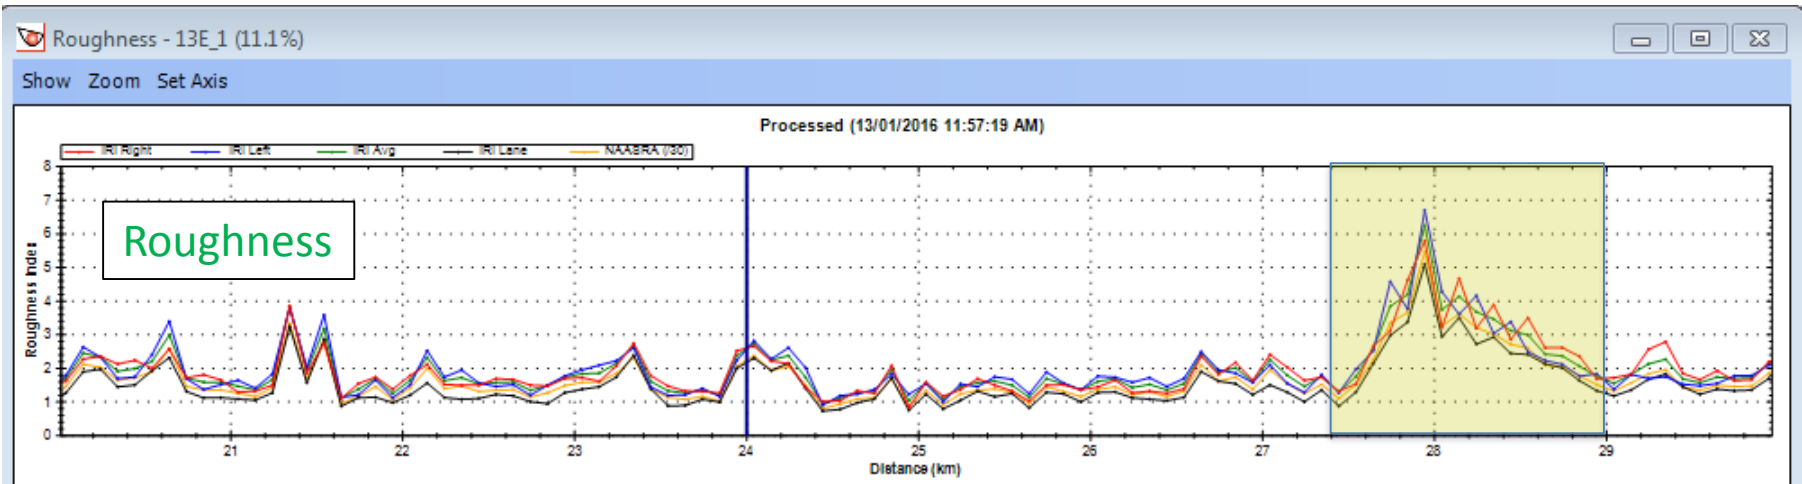 Roughness - 13E_1 (11.1%)
Show Zoom Set Axis
Processed (13/01/2016 11:57:19 AM)
IRI Right IRI Left IRI Avg IRI Lane NAASRA (/30)
8
7
6
5
4
3
2
1
0
Roughness Index
Roughness
21 22 23 24 25 26 27 28 29
Distance (km)